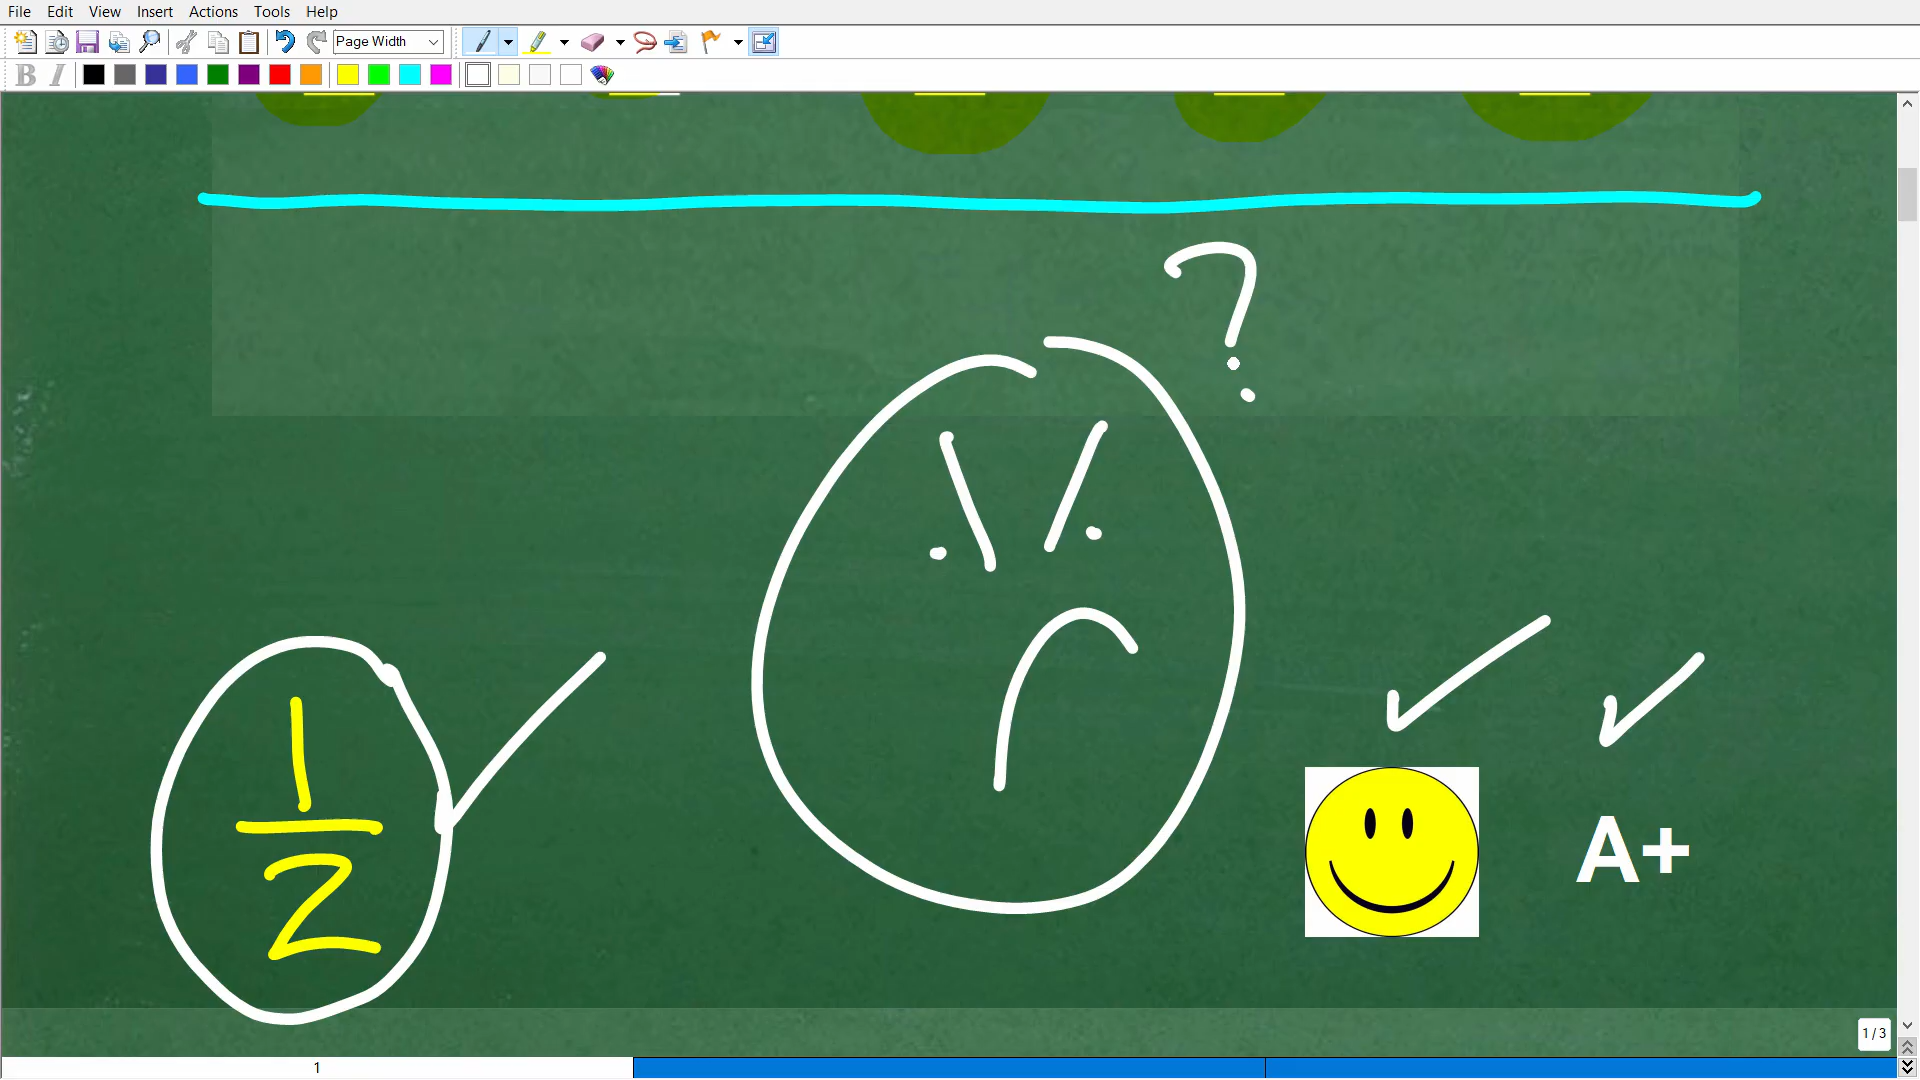 File Edit View Insert Actions Tools Help
Page Width
B I
?
1
2
A+
1 / 3
1